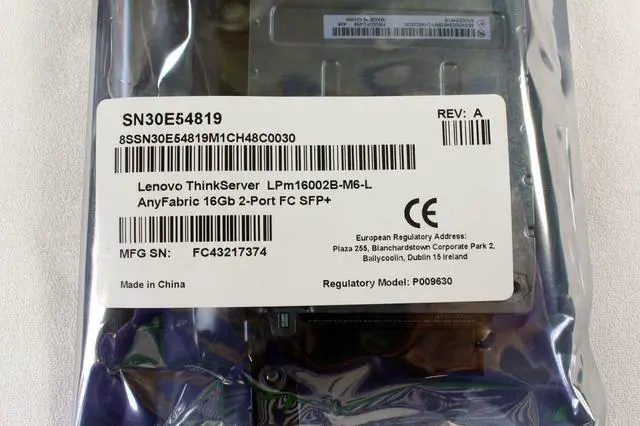 SN30E54819
REV: A
8SSN30E54819M1CH48C0030
Lenovo ThinkServer LPm16002B-M6-L
AnyFabric 16Gb 2-Port FC SFP+
CE
European Regulatory Address:
Plaza 255, Blanchardstown Corporate Park 2,
Ballycoolin, Dublin 15 Ireland
MFG SN: FC43217374
Made in China
Regulatory Model: P009630